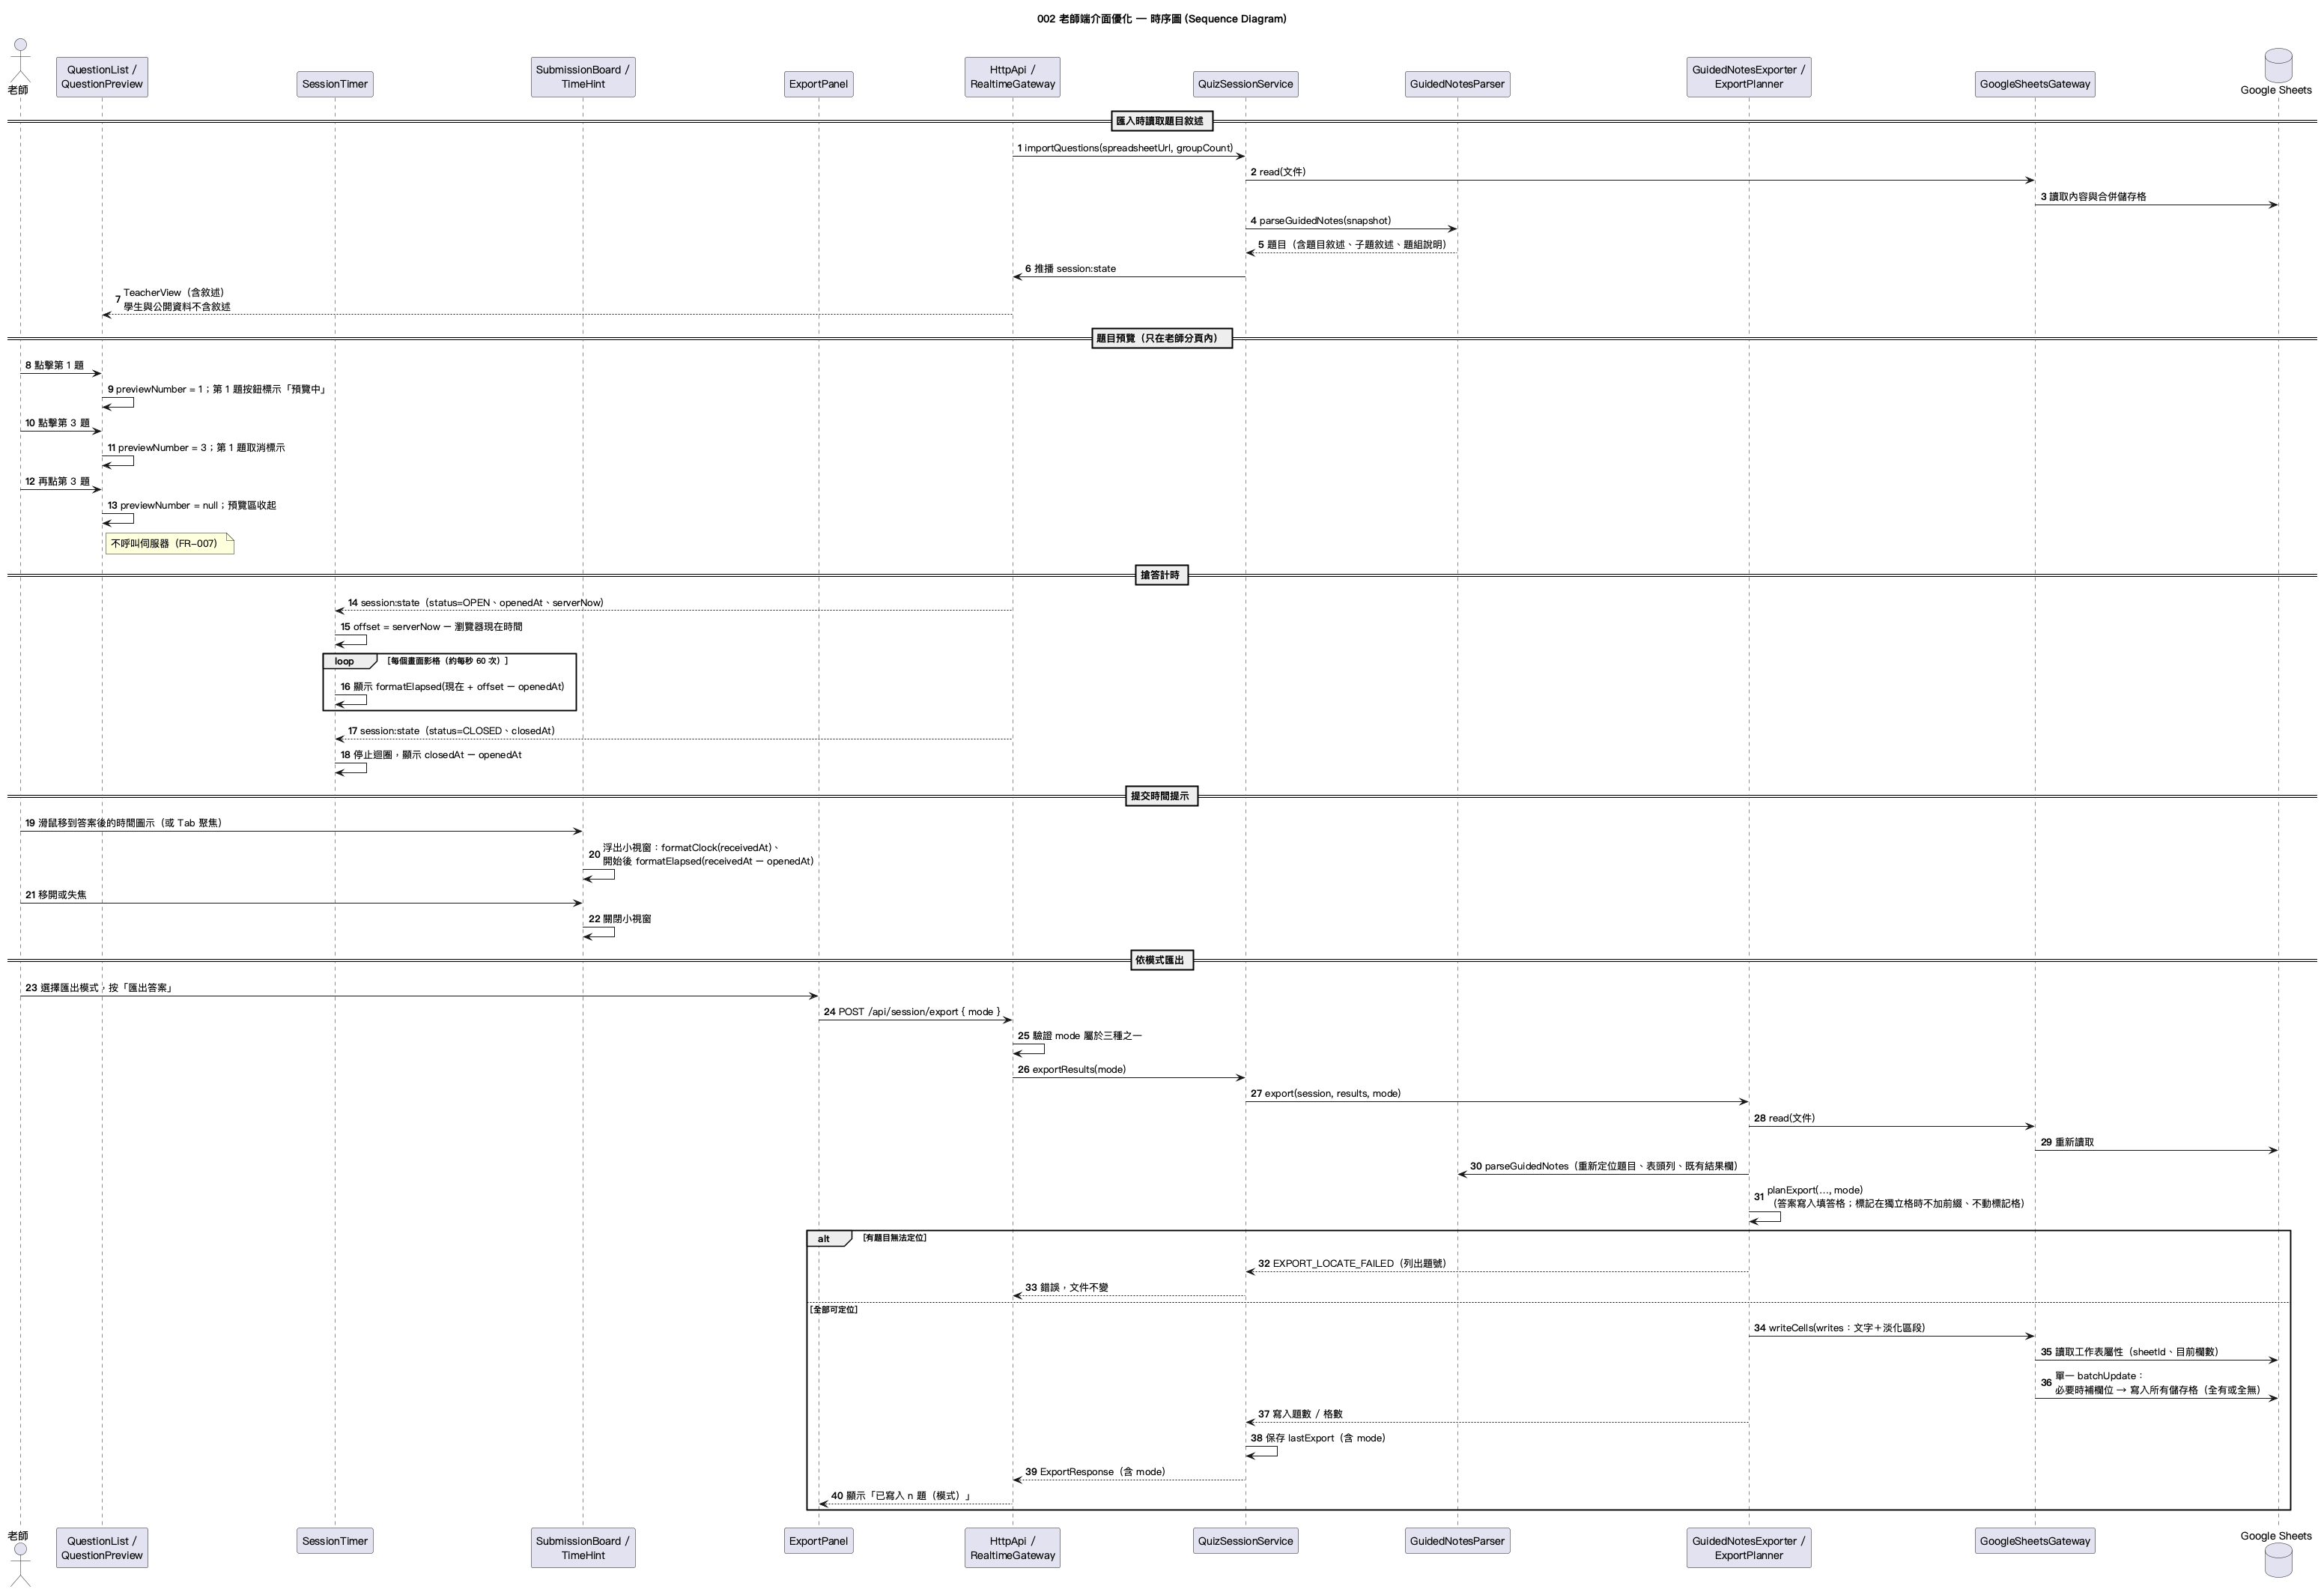 002 老師端介面優化 — 時序圖 (Sequence Diagram)
老師
QuestionList /
QuestionPreview
SessionTimer
SubmissionBoard /
TimeHint
ExportPanel
HttpApi /
RealtimeGateway
QuizSessionService
GuidedNotesParser
GuidedNotesExporter /
ExportPlanner
GoogleSheetsGateway
Google Sheets
匯入時讀取題目敘述
1 importQuestions(spreadsheetUrl, groupCount)
2 read(文件)
3 讀取內容與合併儲存格
4 parseGuidedNotes(snapshot)
5 題目（含題目敘述、子題敘述、題組說明）
6 推播 session:state
7 TeacherView（含敘述）
學生與公開資料不含敘述
題目預覽（只在老師分頁內）
8 點擊第 1 題
9 previewNumber = 1；第 1 題按鈕標示「預覽中」
10 點擊第 3 題
11 previewNumber = 3；第 1 題取消標示
12 再點第 3 題
13 previewNumber = null；預覽區收起
不呼叫伺服器（FR-007）
搶答計時
14 session:state（status=OPEN、openedAt、serverNow）
15 offset = serverNow − 瀏覽器現在時間
loop [每個畫面影格（約每秒 60 次）]
16 顯示 formatElapsed(現在 + offset − openedAt)
17 session:state（status=CLOSED、closedAt）
18 停止迴圈，顯示 closedAt − openedAt
提交時間提示
19 滑鼠移到答案後的時間圖示（或 Tab 聚焦）
20 浮出小視窗：formatClock(receivedAt)、
開始後 formatElapsed(receivedAt − openedAt)
21 移開或失焦
22 關閉小視窗
依模式匯出
23 選擇匯出模式，按「匯出答案」
24 POST /api/session/export { mode }
25 驗證 mode 屬於三種之一
26 exportResults(mode)
27 export(session, results, mode)
28 read(文件)
29 重新讀取
30 parseGuidedNotes（重新定位題目、表頭列、既有結果欄）
31 planExport(…, mode)
（答案寫入填答格；標記在獨立格時不加前綴、不動標記格）
alt [有題目無法定位]
32 EXPORT_LOCATE_FAILED（列出題號）
33 錯誤，文件不變
[全部可定位]
34 writeCells(writes：文字＋淡化區段)
35 讀取工作表屬性（sheetId、目前欄數）
36 單一 batchUpdate：
必要時補欄位 → 寫入所有儲存格（全有或全無）
37 寫入題數 / 格數
38 保存 lastExport（含 mode）
39 ExportResponse（含 mode）
40 顯示「已寫入 n 題（模式）」
老師
QuestionList /
QuestionPreview
SessionTimer
SubmissionBoard /
TimeHint
ExportPanel
HttpApi /
RealtimeGateway
QuizSessionService
GuidedNotesParser
GuidedNotesExporter /
ExportPlanner
GoogleSheetsGateway
Google Sheets